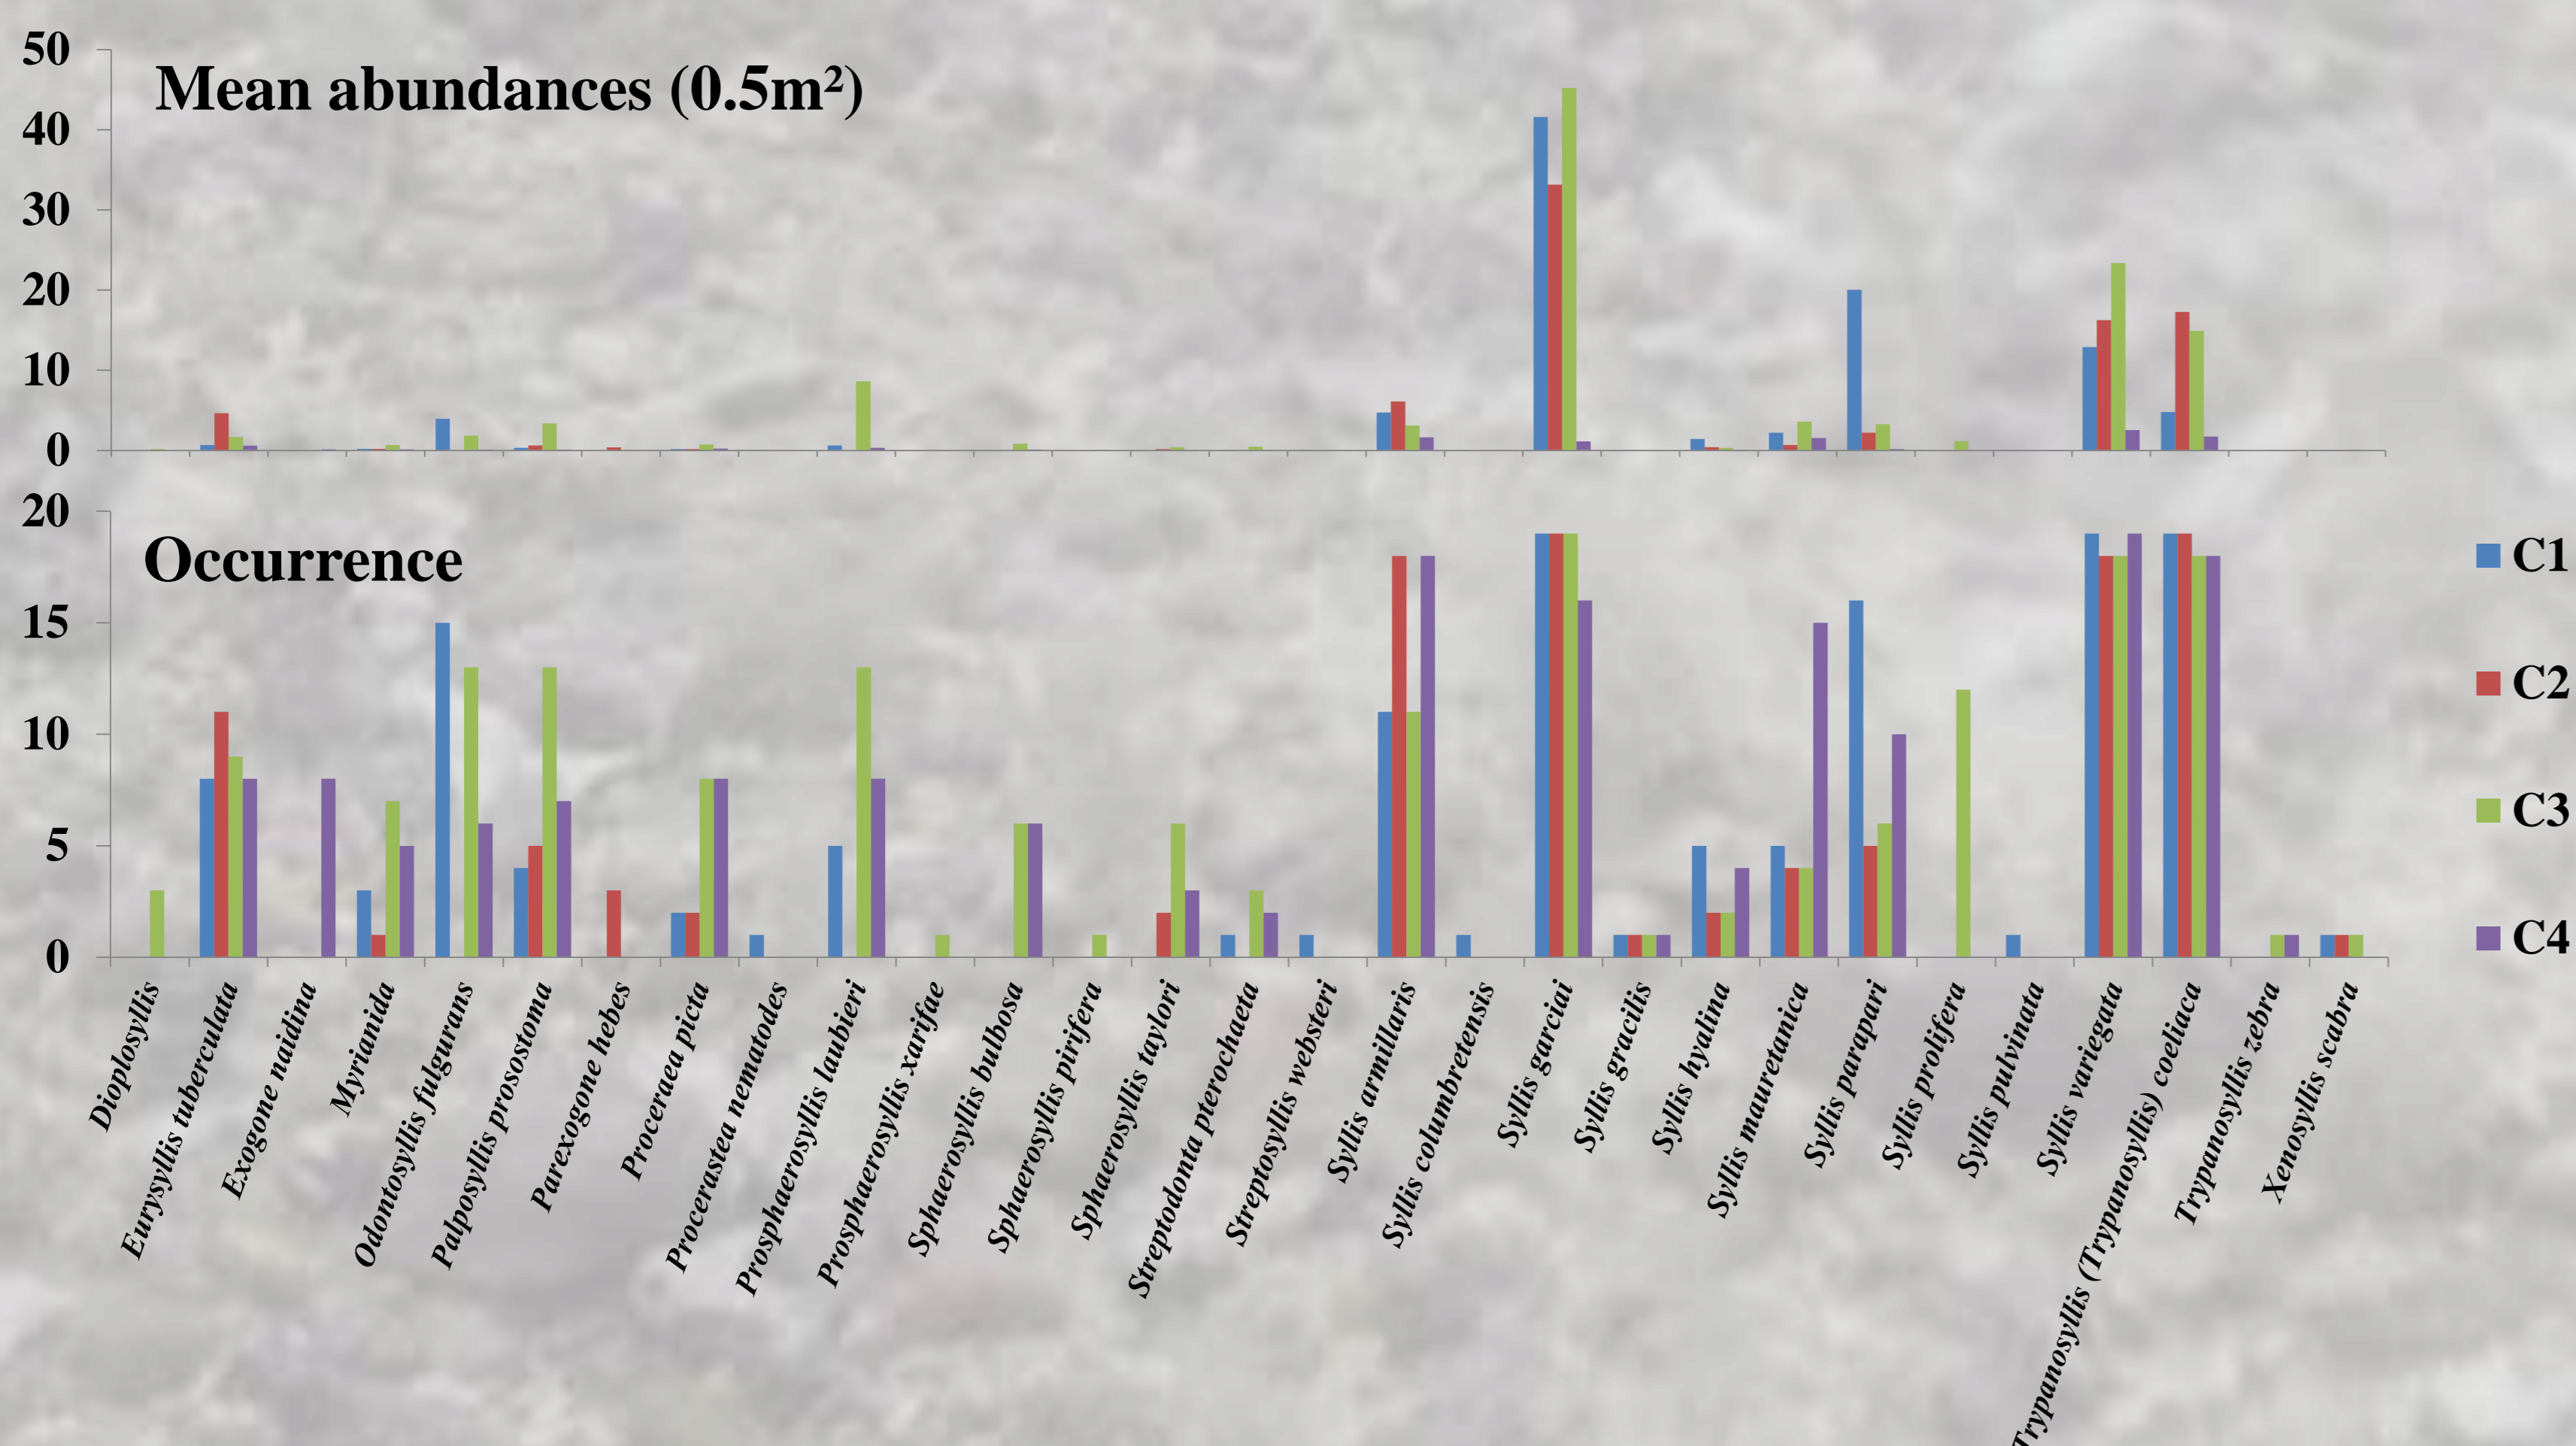 50
Mean abundances (0.5m²)
40
30
20
10
0
20
Occurrence
15
10
5
0
C1
C2
C3
C4
Dioplosyllis
Eurysyllis tuberculata
Exogone naidina
Myrianida
Odontosyllis fulgurans
Palposyllis prosostoma
Parexogone hebes
Proceraea picta
Procerastea nematodes
Prosphaerosyllis laubieri
Prosphaerosyllis xarifae
Sphaerosyllis bulbosa
Sphaerosyllis pirifera
Sphaerosyllis taylori
Streptodonta pterochaeta
Streptosyllis websteri
Syllis armillaris
Syllis columbretensis
Syllis garciai
Syllis gracilis
Syllis hyalina
Syllis mauretanica
Syllis parapari
Syllis prolifera
Syllis pulvinata
Syllis variegata
Trypanosyllis (Trypanosyllis) coeliaca
Trypanosyllis zebra
Xenosyllis scabra